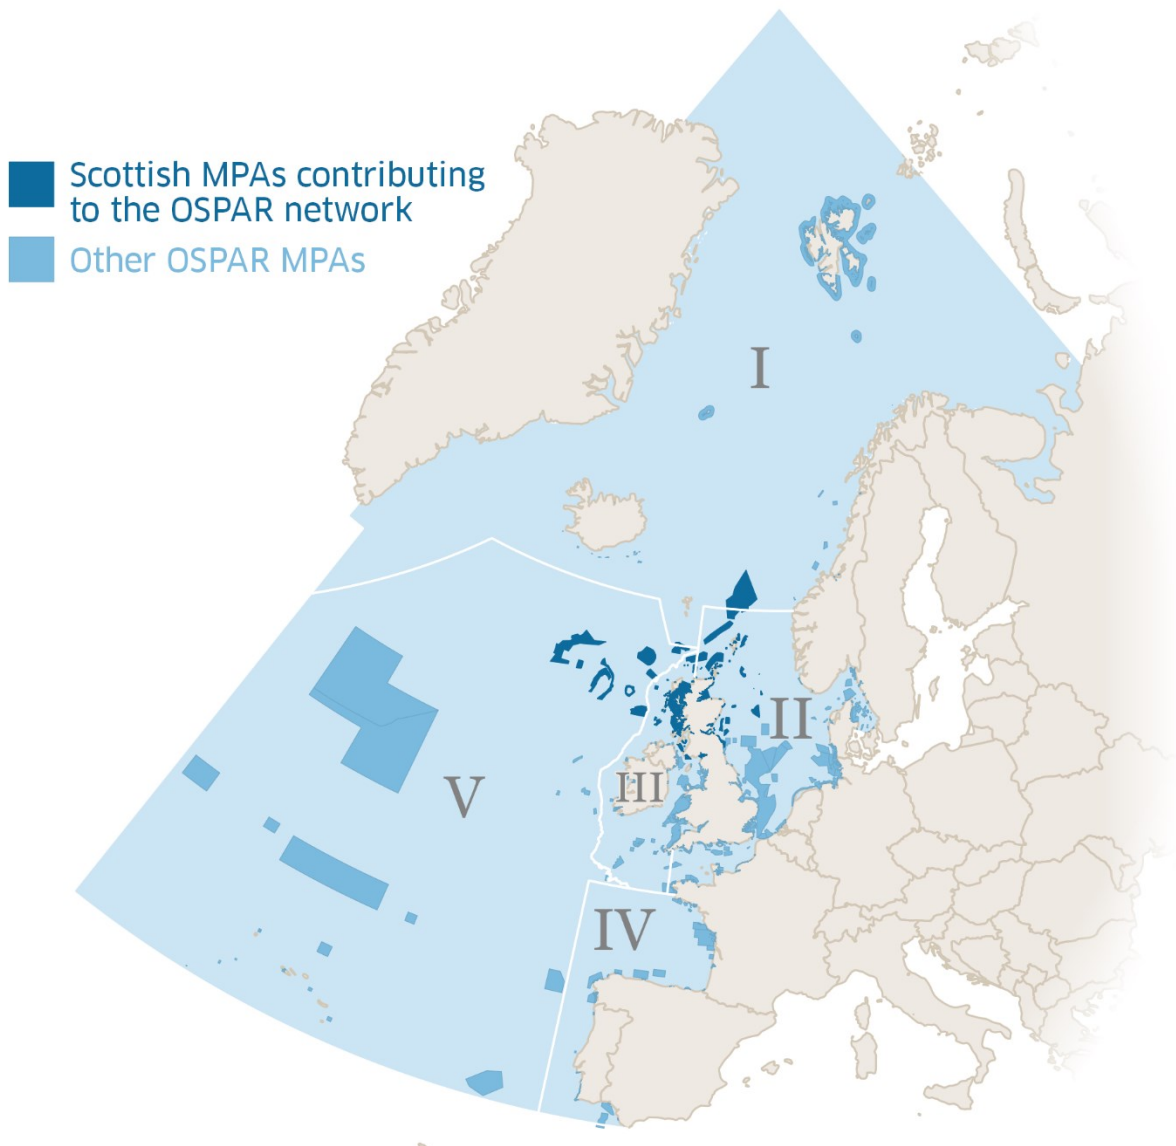 Scottish MPAs contributing
to the OSPAR network
Other OSPAR MPAs
I
II
III
V
IV